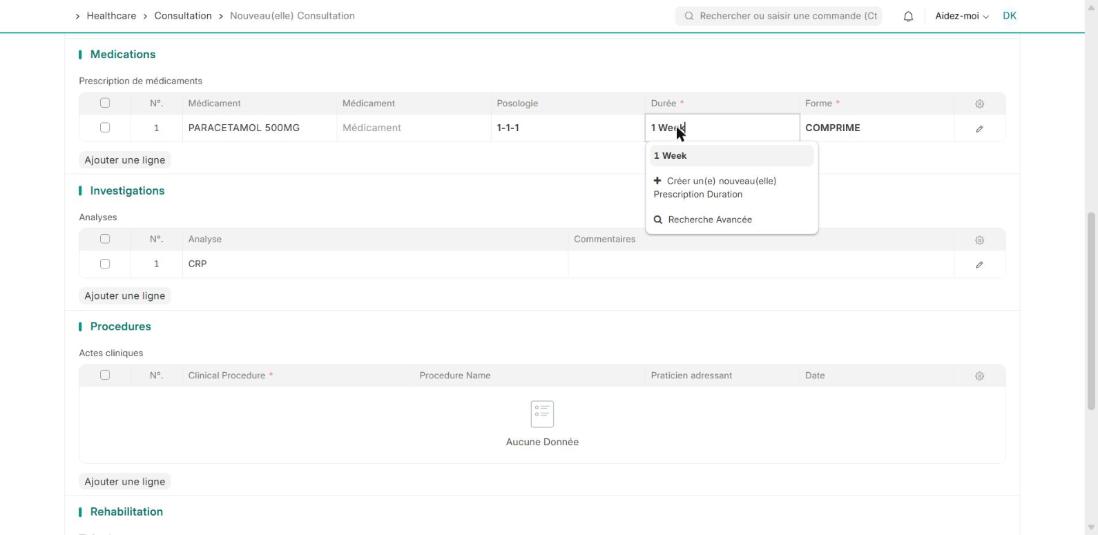 Healthcare > Consultation > Nouveau(elle) Consultation
Rechercher ou saisir une commande (Ct
Aidez-moi
DK
Medications
Prescription de médicaments
N°. Médicament Médicament Posologie Durée * Forme *
1 PARACETAMOL 500MG Médicament 1-1-1 1 Week COMPRIME
1 Week
Ajouter une ligne
+ Créer un(e) nouveau(elle)
Prescription Duration
Recherche Avancée
Investigations
Analyses
N°. Analyse Commentaires
1 CRP
Ajouter une ligne
Procedures
Actes cliniques
N°. Clinical Procedure * Procedure Name Praticien adressant Date
Aucune Donnée
Ajouter une ligne
Rehabilitation